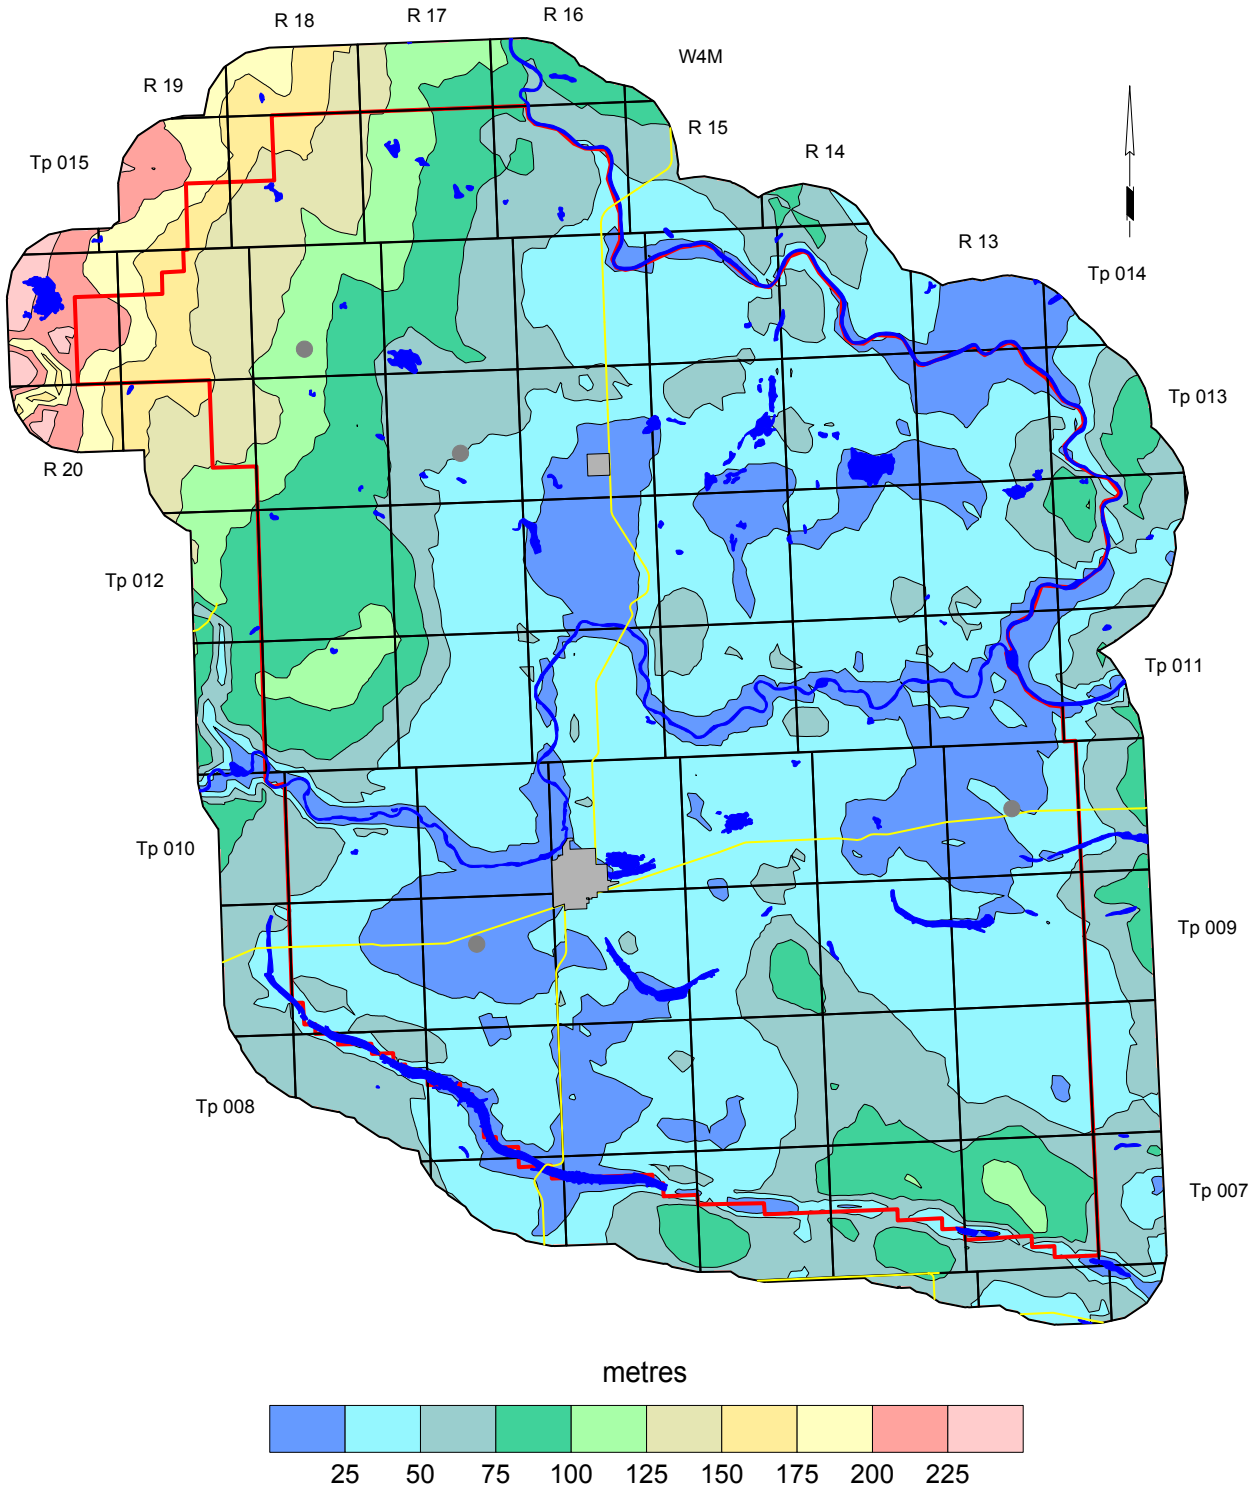 R 16
R 17
R 18
W4M
R 19
R 15
R 14
Tp 015
R 13
Tp 014
Tp 013
R 20
Tp 012
Tp 011
Tp 010
Tp 009
Tp 008
Tp 007
metres
25 50 75 100 125 150 175 200 225